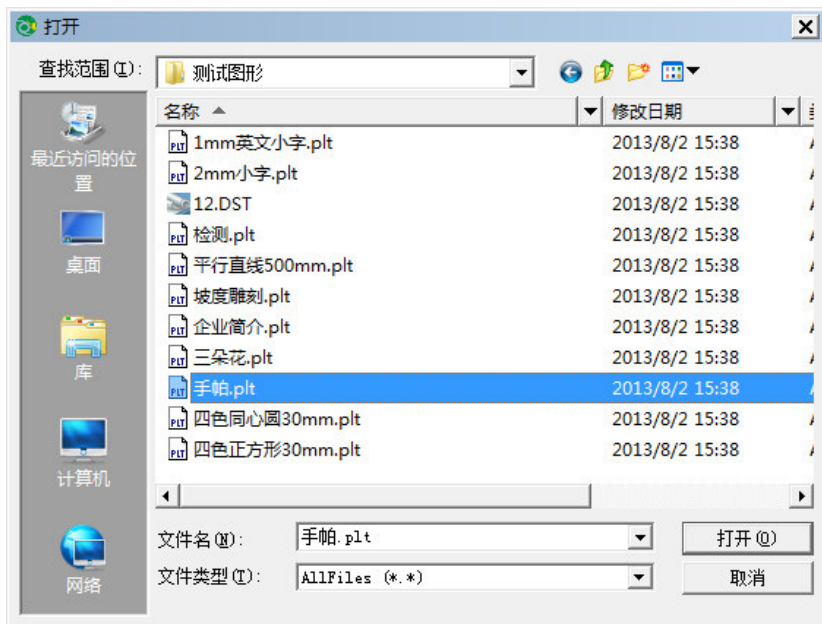 打开
查找范围(I):
测试图形
名称
修改日期
1mm英文小字.plt
2013/8/2 15:38
2mm小字.plt
2013/8/2 15:38
12.DST
2013/8/2 15:38
检测.plt
2013/8/2 15:38
平行直线500mm.plt
2013/8/2 15:38
坡度雕刻.plt
2013/8/2 15:38
企业简介.plt
2013/8/2 15:38
三朵花.plt
2013/8/2 15:38
手帕.plt
2013/8/2 15:38
四色同心圆30mm.plt
2013/8/2 15:38
四色正方形30mm.plt
2013/8/2 15:38
最近访问的位
置
桌面
库
计算机
网络
文件名(N):
手帕.plt
打开(O)
文件类型(T):
AllFiles (*.*)
取消